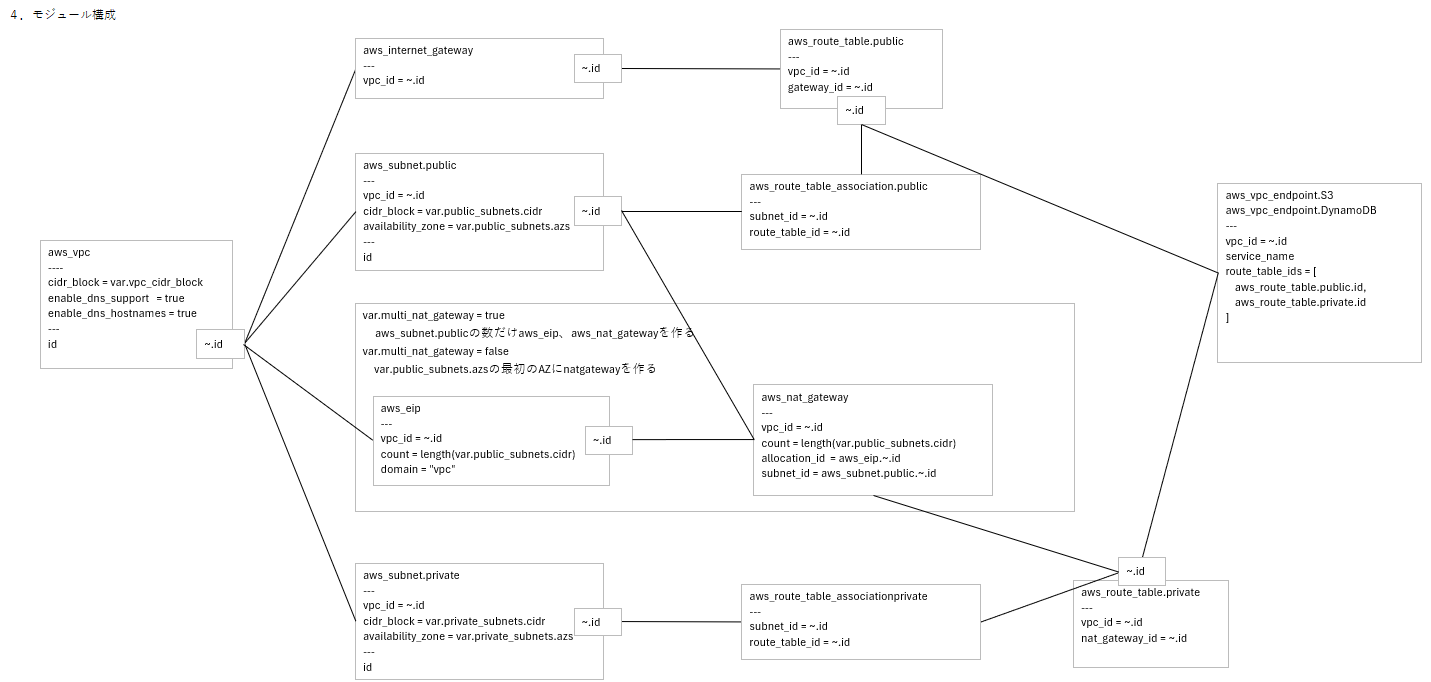 4．モジュール構成
aws_internet_gateway
---
vpc_id = ~.id
~.id
aws_route_table.public
---
vpc_id = ~.id
gateway_id = ~.id
~.id
aws_subnet.public
---
vpc_id = ~.id
cidr_block = var.public_subnets.cidr
availability_zone = var.public_subnets.azs
---
id
~.id
aws_route_table_association.public
---
subnet_id = ~.id
route_table_id = ~.id
aws_vpc_endpoint.S3
aws_vpc_endpoint.DynamoDB
---
vpc_id = ~.id
service_name
route_table_ids = [
aws_route_table.public.id,
aws_route_table.private.id
]
aws_vpc
----
cidr_block = var.vpc_cidr_block
enable_dns_support = true
enable_dns_hostnames = true
---
id
~.id
var.multi_nat_gateway = true
aws_subnet.publicの数だけaws_eip、aws_nat_gatewayを作る
var.multi_nat_gateway = false
var.public_subnets.azsの最初のAZにnatgatewayを作る
aws_eip
---
vpc_id = ~.id
count = length(var.public_subnets.cidr)
domain = "vpc"
~.id
aws_nat_gateway
---
vpc_id = ~.id
count = length(var.public_subnets.cidr)
allocation_id = aws_eip.~.id
subnet_id = aws_subnet.public.~.id
aws_subnet.private
---
vpc_id = ~.id
cidr_block = var.private_subnets.cidr
availability_zone = var.private_subnets.azs
---
id
~.id
aws_route_table_associationprivate
---
subnet_id = ~.id
route_table_id = ~.id
~.id
aws_route_table.private
---
vpc_id = ~.id
nat_gateway_id = ~.id